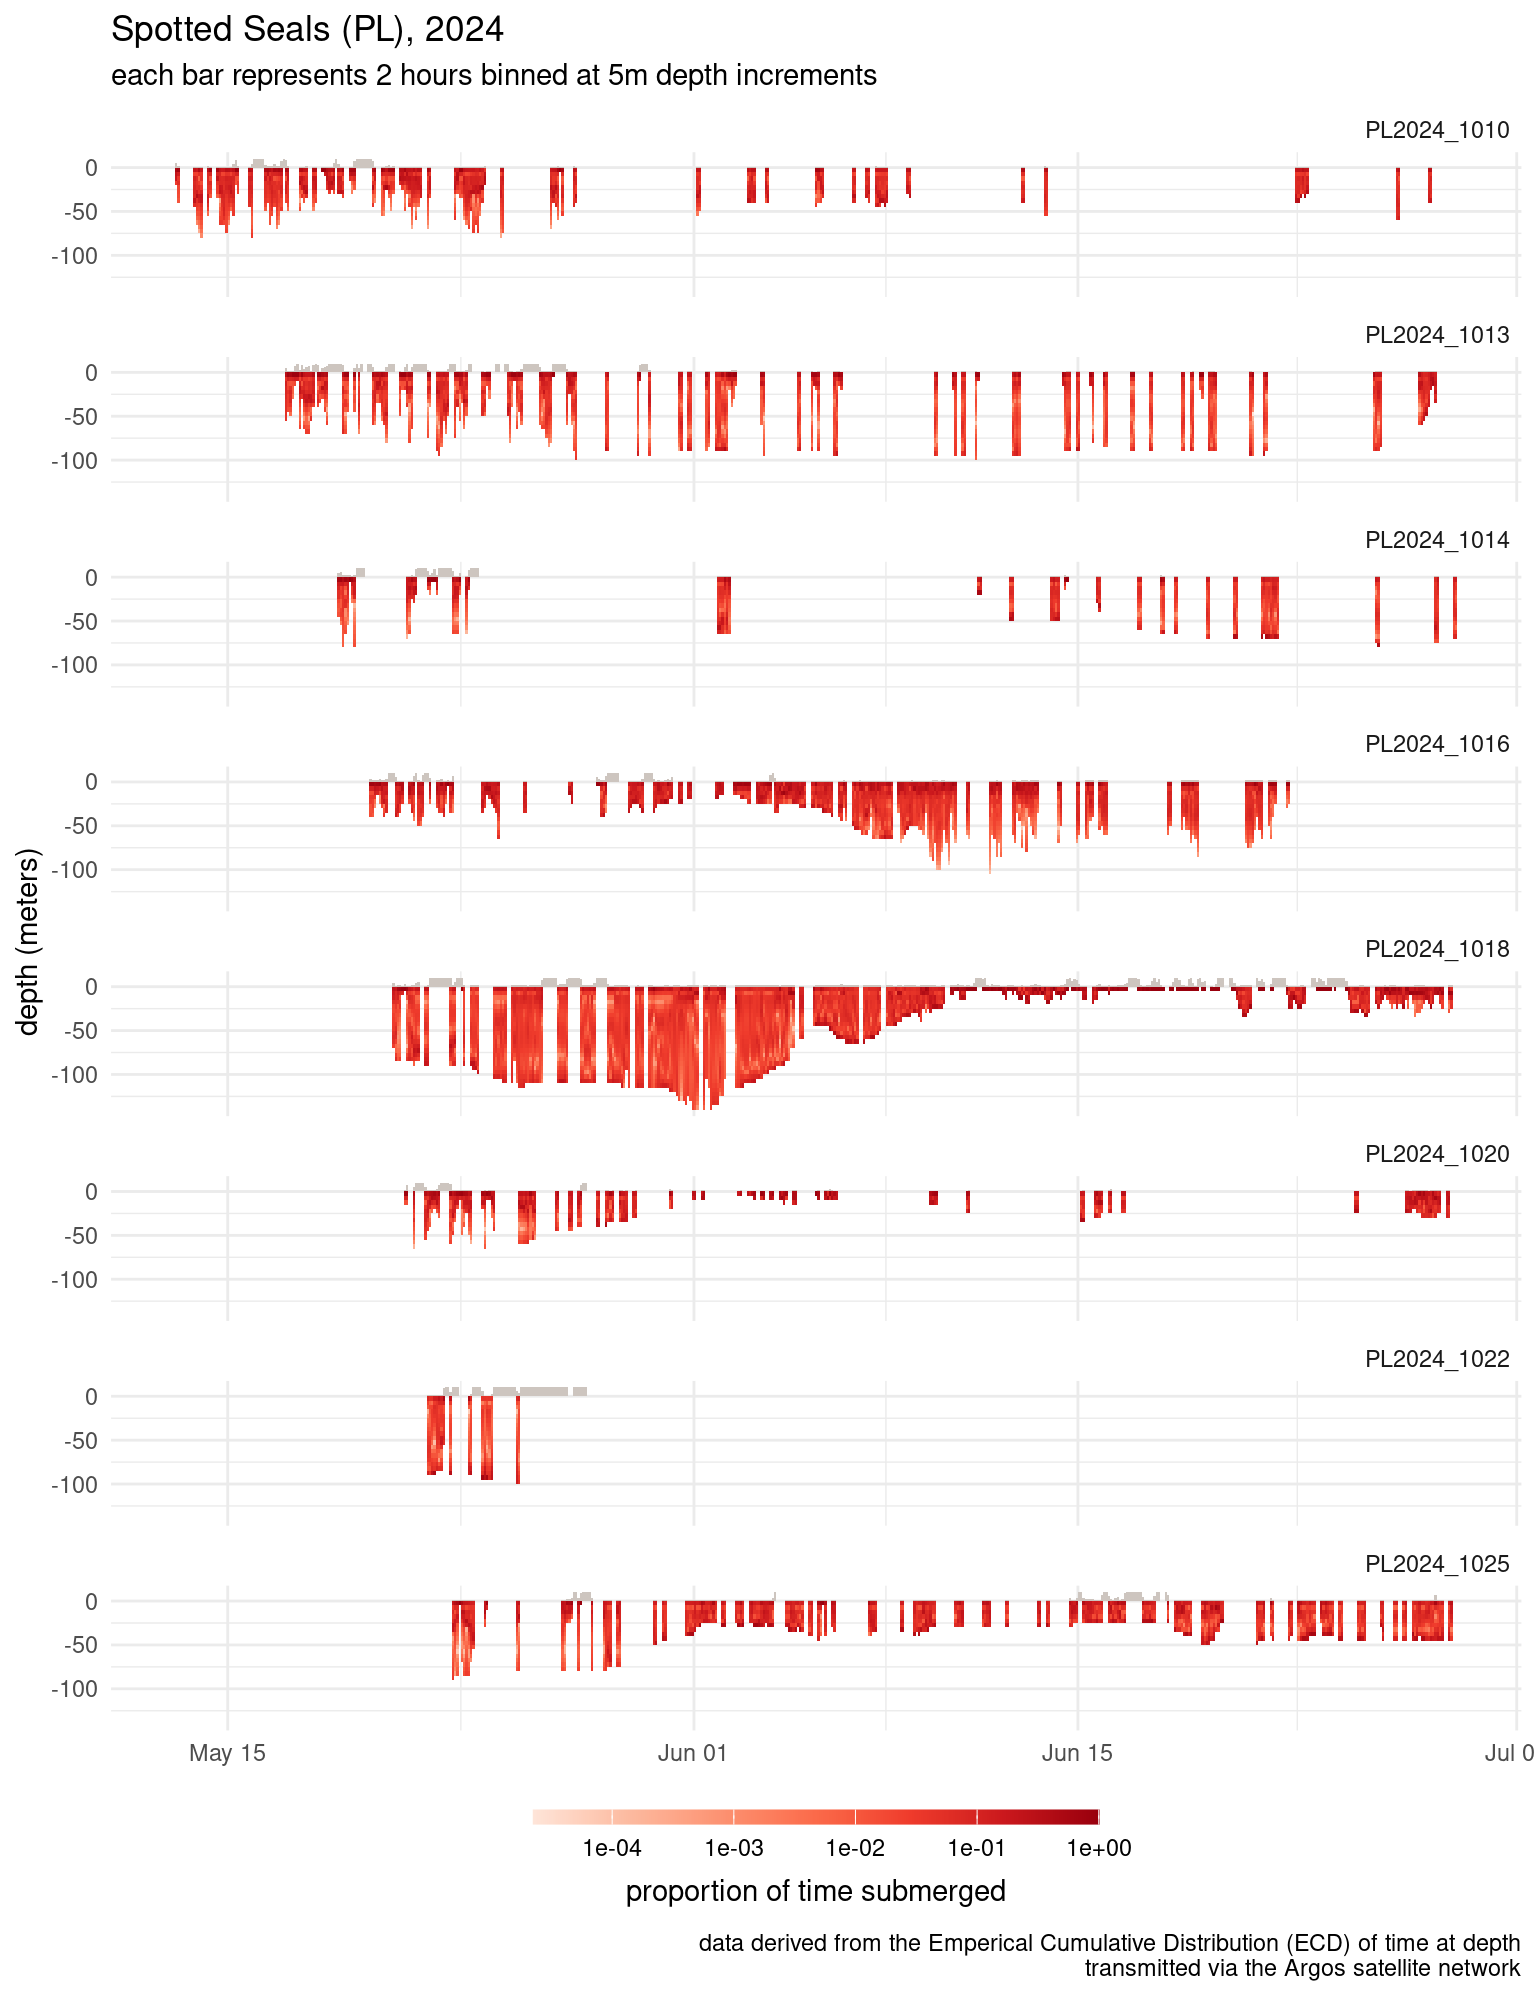 Spotted Seals (PL), 2024
each bar represents 2 hours binned at 5m depth increments
PL2024_1010
0
-50
-100
PL2024_1013
0
-50
-100
PL2024_1014
0
-50
-100
PL2024_1016
0
-50
-100
depth (meters)
PL2024_1018
0
-50
-100
PL2024_1020
0
-50
-100
PL2024_1022
0
-50
-100
PL2024_1025
0
-50
-100
May 15 Jun 01 Jun 15 Jul 0
1e-04 1e-03 1e-02 1e-01 1e+00
proportion of time submerged
data derived from the Emperical Cumulative Distribution (ECD) of time at depth
transmitted via the Argos satellite network